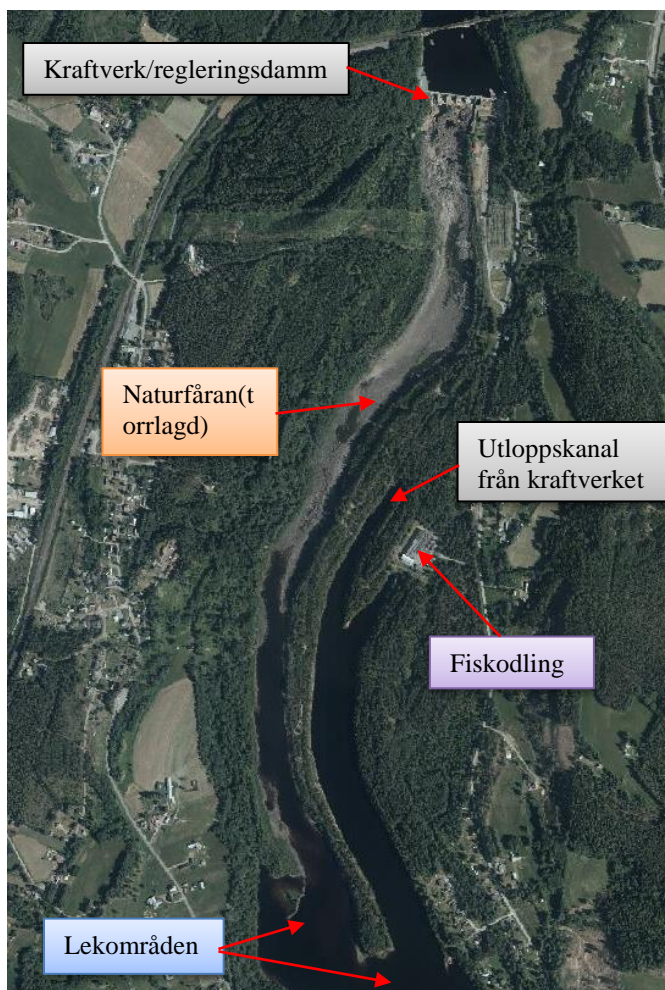 Kraftverk/regleringsdamm
Naturfåran(t
orrlagd)
Utloppskanal
från kraftverket
Fiskodling
Lekområden